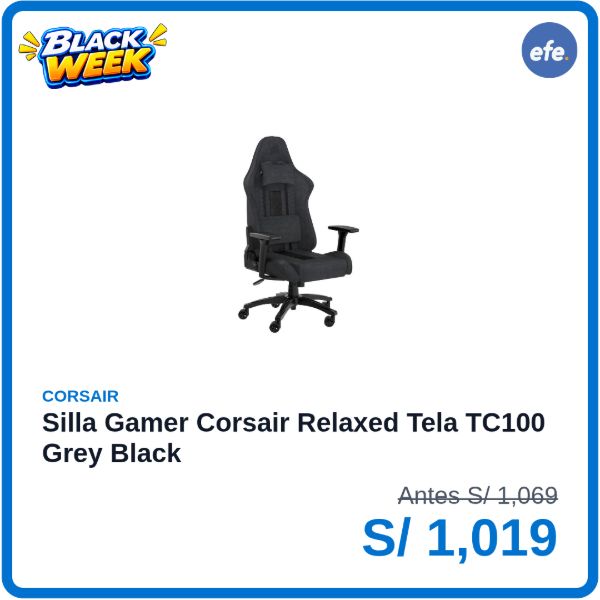 BLACK
WEEK
efe.
CORSAIR
Silla Gamer Corsair Relaxed Tela TC100
Grey Black
Antes S/ 1,069
S/ 1,019